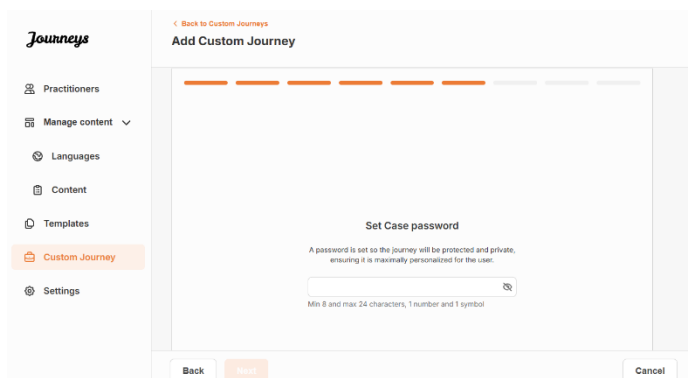 Journeys
Practitioners
Manage content
Languages
Content
Templates
Custom Journey
Settings
Back to Custom Journeys
Add Custom Journey
Set Case password
A password is set so the journey will be protected and private,
ensuring it is maximally personalized for the user.
Min 8 and max 24 characters, 1 number and 1 symbol
Back
Next
Cancel